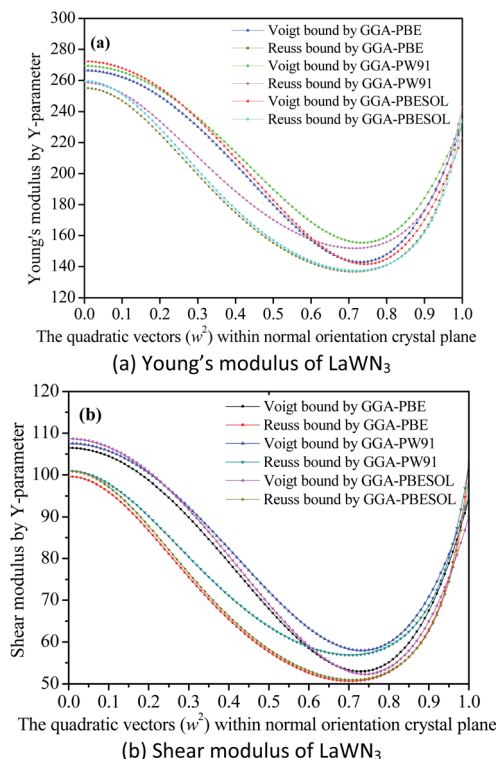 (a)
Voigt bound by GGA-PBE
Reuss bound by GGA-PBE
Voigt bound by GGA-PW91
Reuss bound by GGA-PW91
Voigt bound by GGA-PBESOL
Reuss bound by GGA-PBESOL
Young's modulus by Y-parameter
300
280
260
240
220
200
180
160
140
120
0.0 0.1 0.2 0.3 0.4 0.5 0.6 0.7 0.8 0.9 1.0
The quadratic vectors (w²) within normal orientation crystal plane
(a) Young's modulus of LaWN₃
(b)
Voigt bound by GGA-PBE
Reuss bound by GGA-PBE
Voigt bound by GGA-PW91
Reuss bound by GGA-PW91
Voigt bound by GGA-PBESOL
Reuss bound by GGA-PBESOL
Shear modulus by Y-parameter
120
110
100
90
80
70
60
50
0.0 0.1 0.2 0.3 0.4 0.5 0.6 0.7 0.8 0.9 1.0
The quadratic vectors (w²) within normal orientation crystal plane
(b) Shear modulus of LaWN₃